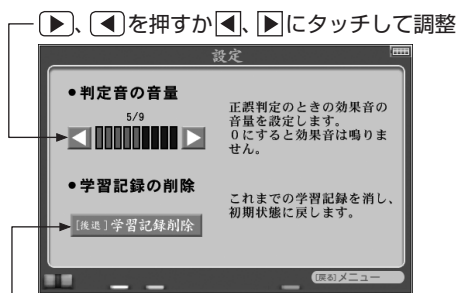 ▶、◀を押すか◀、▶にタッチして調整
設定
●判定音の音量
5/9
正誤判定のときの効果音の
音量を設定します。
0にすると効果音は鳴りま
せん。
●学習記録の削除
[後退]学習記録削除
これまでの学習記録を消し、
初期状態に戻します。
[戻る]メニュー